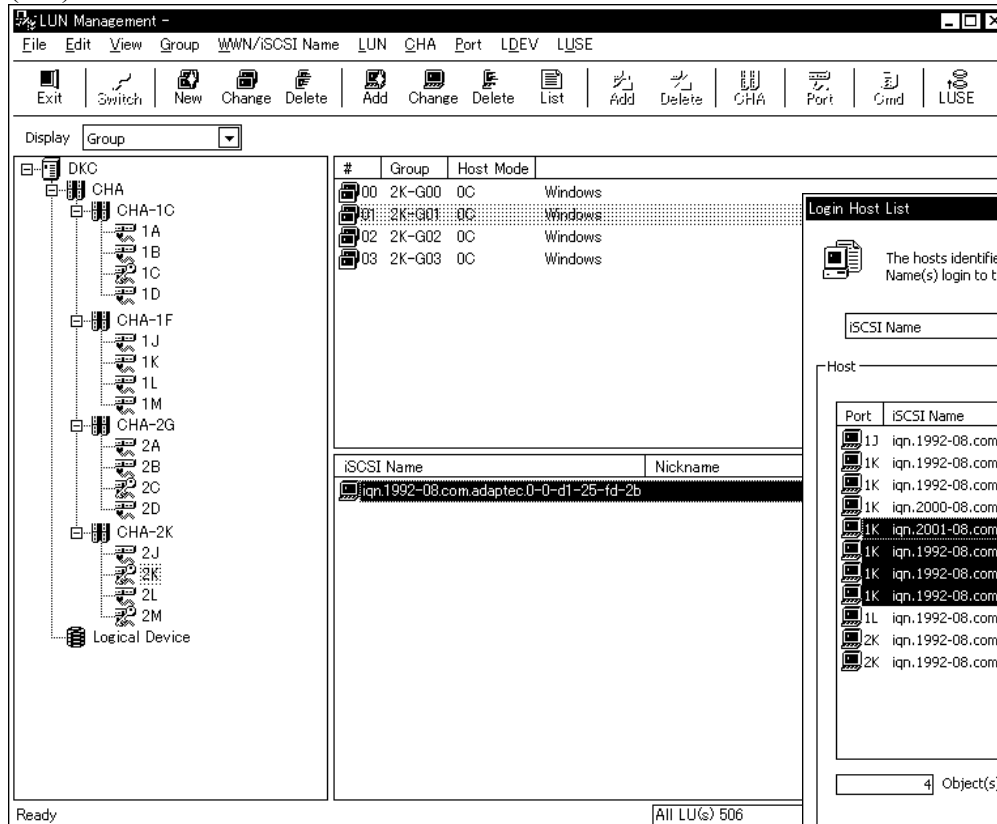 LUN Management -
File Edit View Group WWN/iSCSI Name LUN CHA Port LDEV LUSE
Exit Switch New Change Delete Add Change Delete List Add Delete CHA Port Cmd LUSE
Display Group
DKC
CHA
CHA-1C
1A
1B
1C
1D
CHA-1F
1J
1K
1L
1M
CHA-2G
2A
2B
2C
2D
CHA-2K
2J
2K
2L
2M
Logical Device
# Group Host Mode
00 2K-G00 0C Windows
01 2K-G01 0C Windows
02 2K-G02 0C Windows
03 2K-G03 0C Windows
iSCSI Name Nickname
iqn.1992-08.com.adaptec.0-0-d1-25-fd-2b
Login Host List
The hosts identifie
Name(s) login to t
iSCSI Name
Host
Port iSCSI Name
1J iqn.1992-08.com
1K iqn.1992-08.com
1K iqn.1992-08.com
1K iqn.2000-08.com
1K iqn.2001-08.com
1K iqn.1992-08.com
1K iqn.1992-08.com
1K iqn.1992-08.com
1L iqn.1992-08.com
2K iqn.1992-08.com
2K iqn.1992-08.com
4 Object(s)
Ready
All LU(s) 506